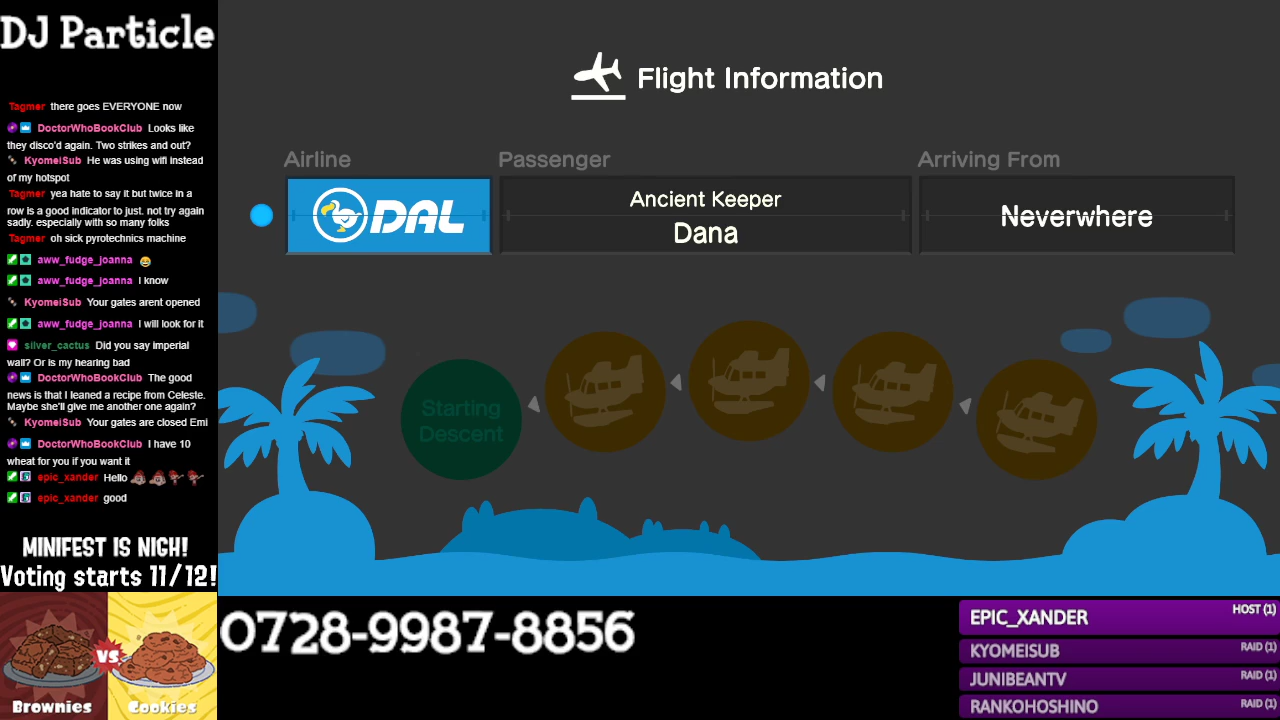 DJ Particle
Tagmer there goes EVERYONE now
DoctorWhoBookClub Looks like
they disco'd again. Two strikes and out?
KyomeiSub He was using wifi instead
of my hotspot
Tagmer yea hate to say it but twice in a
row is a good indicator to just. not try again
sadly. especially with so many folks
Tagmer oh sick pyrotechnics machine
aww_fudge_joanna
aww_fudge_joanna I know
KyomeiSub Your gates arent opened
aww_fudge_joanna I will look for it
silver_cactus Did you say imperial
wall? Or is my hearing bad
DoctorWhoBookClub The good
news is that I leaned a recipe from Celeste.
Maybe she'll give me another one again?
KyomeiSub Your gates are closed Emi
DoctorWhoBookClub I have 10
wheat for you if you want it
epic_xander Hello
epic_xander good
MINIFEST IS NIGH!
Voting starts 11/12!
VS
Brownies
Cookies
Flight Information
Airline
Passenger
Arriving From
DAL
Ancient Keeper
Dana
Neverwhere
Starting
Descent
0728-9987-8856
EPIC_XANDER HOST (1)
KYOMEISUB RAID (1)
JUNIBEANTV RAID (1)
RANKOHOSHINO RAID (1)